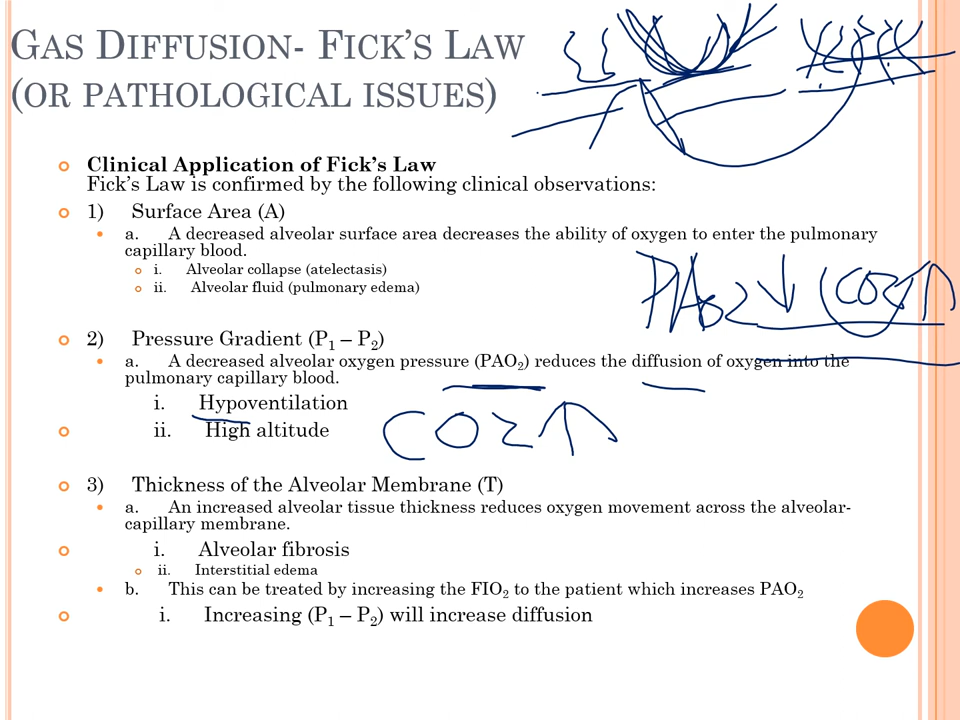 GAS DIFFUSION- FICK'S LAW
(OR PATHOLOGICAL ISSUES)
Clinical Application of Fick's Law
Fick's Law is confirmed by the following clinical observations:
1) Surface Area (A)
a. A decreased alveolar surface area decreases the ability of oxygen to enter the pulmonary
capillary blood.
i. Alveolar collapse (atelectasis)
ii. Alveolar fluid (pulmonary edema)
PAO2↓ (CO2↑
2) Pressure Gradient (P₁ – P₂)
a. A decreased alveolar oxygen pressure (PAO₂) reduces the diffusion of oxygen into the
pulmonary capillary blood.
i. Hypoventilation
ii. High altitude
CO2↑
3) Thickness of the Alveolar Membrane (T)
a. An increased alveolar tissue thickness reduces oxygen movement across the alveolar-
capillary membrane.
i. Alveolar fibrosis
ii. Interstitial edema
b. This can be treated by increasing the FIO₂ to the patient which increases PAO₂
i. Increasing (P₁ – P₂) will increase diffusion